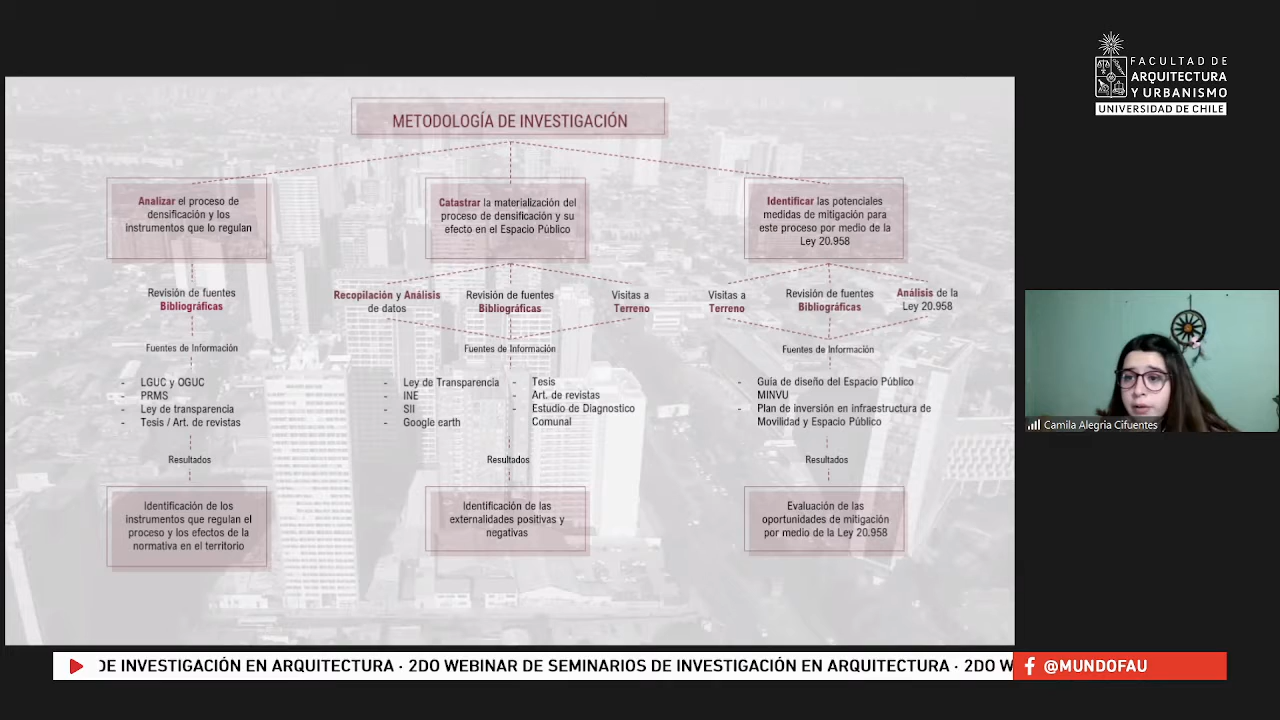 FACULTAD DE
ARQUITECTURA
Y URBANISMO
UNIVERSIDAD DE CHILE
METODOLOGÍA DE INVESTIGACIÓN
Analizar el proceso de
densificación y los
instrumentos que lo regulan
Revisión de fuentes
Bibliográficas
Fuentes de Información
- LGUC y OGUC
- PRMS
- Ley de transparencia
- Tesis / Art. de revistas
Resultados
Identificación de los
instrumentos que regulan el
proceso y los efectos de la
normativa en el territorio
Catastrar la materialización del
proceso de densificación y su
efecto en el Espacio Público
Recopilación y Análisis
de datos
Revisión de fuentes
Bibliográficas
Visitas a
Terreno
Fuentes de Información
- Ley de Transparencia
- INE
- SII
- Google earth
- Tesis
- Art. de revistas
- Estudio de Diagnostico
Comunal
Resultados
Identificación de las
externalidades positivas y
negativas
Identificar las potenciales
medidas de mitigación para
este proceso por medio de la
Ley 20.958
Visitas a
Terreno
Revisión de fuentes
Bibliográficas
Análisis de la
Ley 20.958
Fuentes de Información
- Guía de diseño del Espacio Público
MINVU
- Plan de inversión en infraestructura de
Movilidad y Espacio Público
Resultados
Evaluación de las
oportunidades de mitigación
por medio de la Ley 20.958
Camila Alegria Cifuentes
DE INVESTIGACIÓN EN ARQUITECTURA · 2DO WEBINAR DE SEMINARIOS DE INVESTIGACIÓN EN ARQUITECTURA · 2DO W
@MUNDOFAU